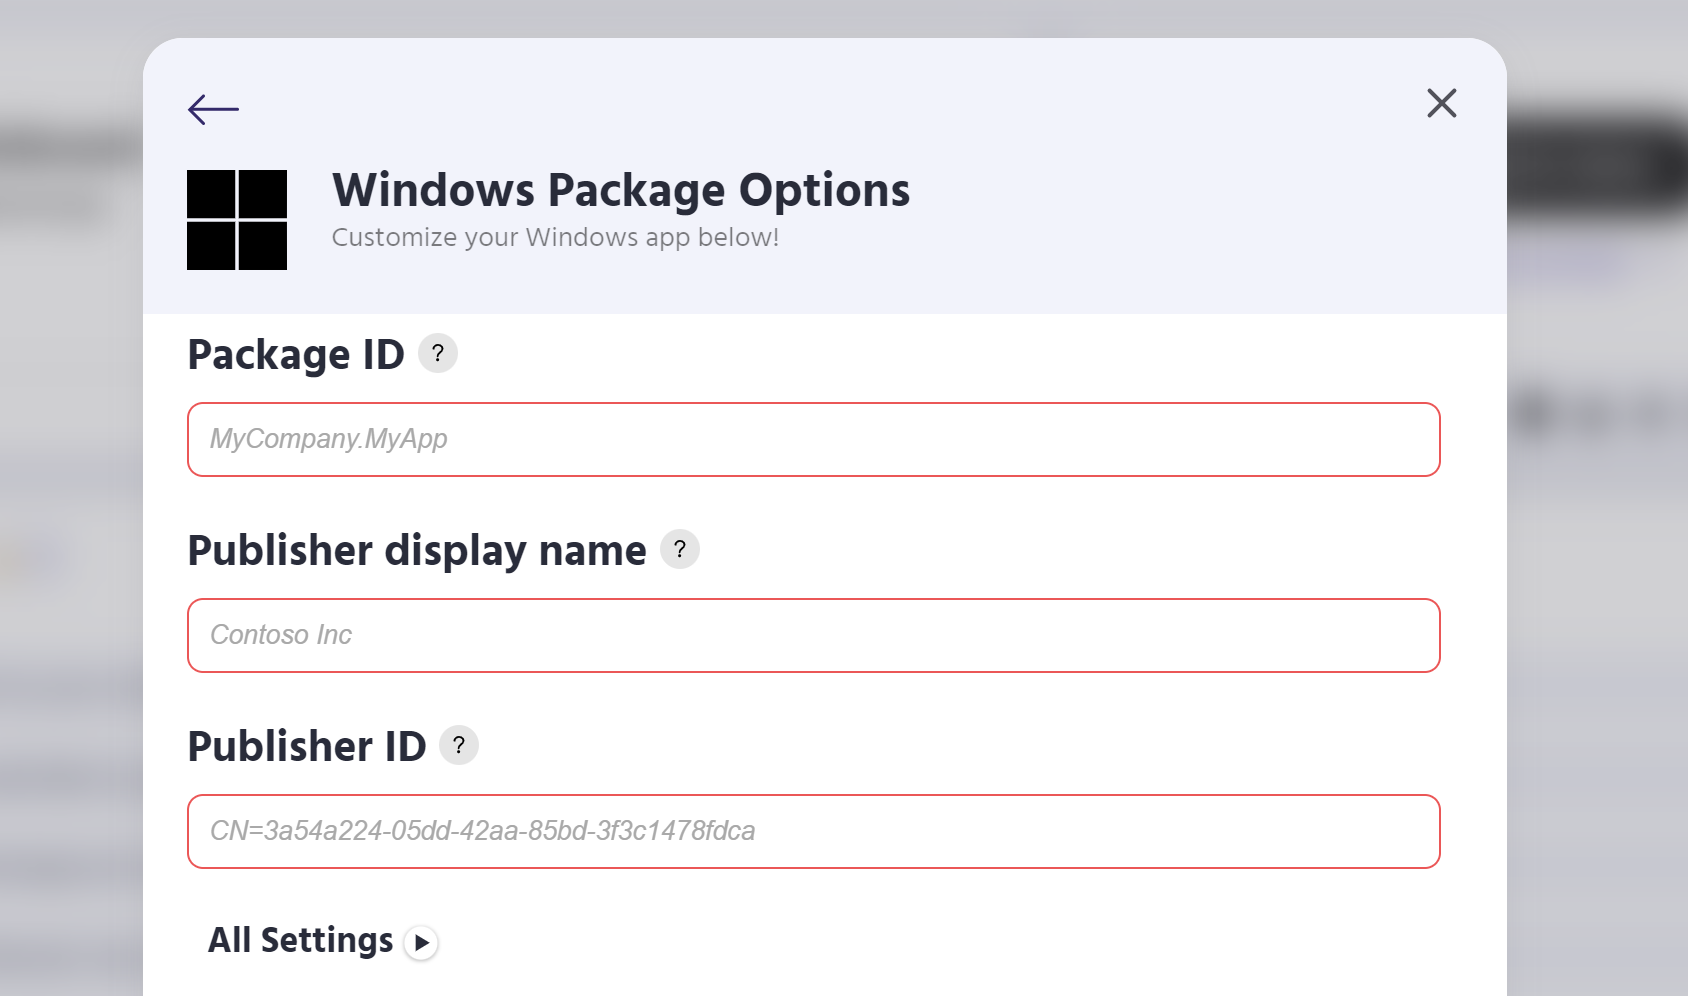 Windows Package Options
Customize your Windows app below!
Package ID ?
MyCompany.MyApp
Publisher display name ?
Contoso Inc
Publisher ID ?
CN=3a54a224-05dd-42aa-85bd-3f3c1478fdca
All Settings